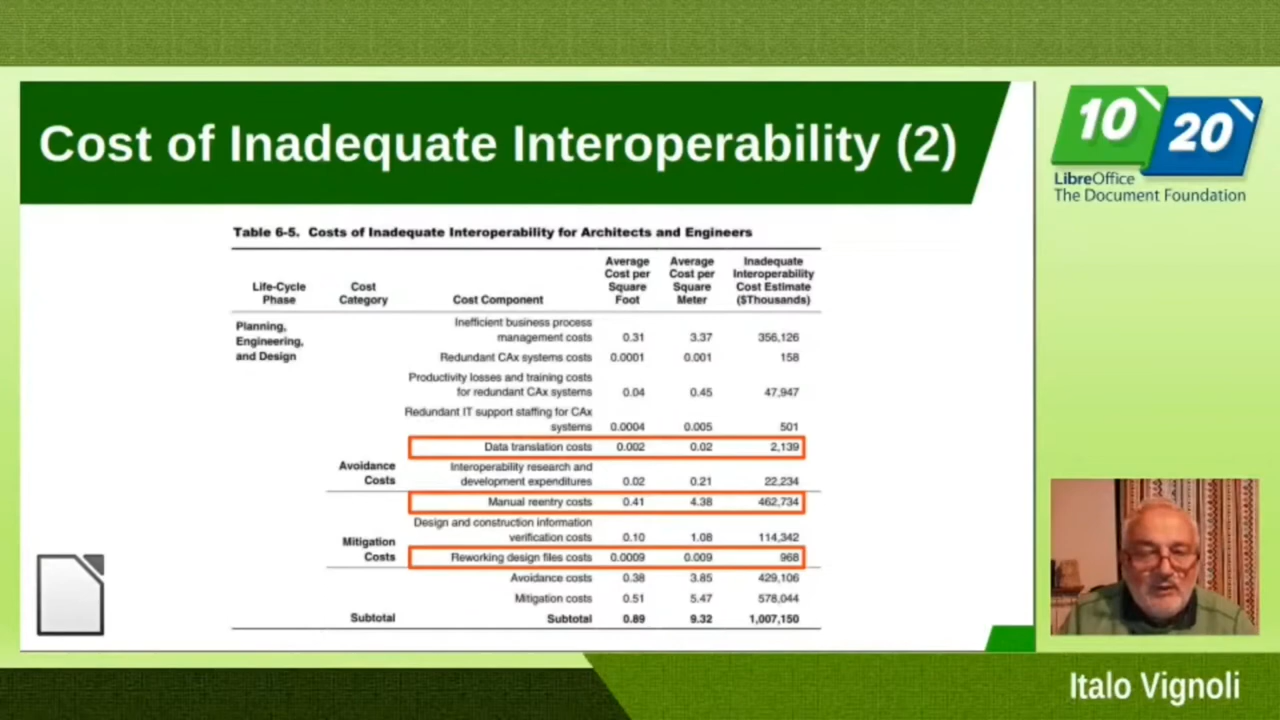 Cost of Inadequate Interoperability (2)
10 20
LibreOffice
The Document Foundation
Table 6-5. Costs of Inadequate Interoperability for Architects and Engineers
Life-Cycle Phase Cost Category Cost Component Average Cost per Square Foot Average Cost per Square Meter Inadequate Interoperability Cost Estimate ($Thousands)
Planning, Engineering, and Design
Inefficient business process management costs 0.31 3.37 356,126
Redundant CAx systems costs 0.0001 0.001 158
Productivity losses and training costs for redundant CAx systems 0.04 0.45 47,947
Redundant IT support staffing for CAx systems 0.0004 0.005 501
Data translation costs 0.002 0.02 2,139
Avoidance Costs Interoperability research and development expenditures 0.02 0.21 22,234
Manual reentry costs 0.41 4.38 462,734
Design and construction information verification costs 0.10 1.08 114,342
Mitigation Costs Reworking design files costs 0.0009 0.009 968
Avoidance costs 0.38 3.85 429,106
Mitigation costs 0.51 5.47 578,044
Subtotal Subtotal 0.89 9.32 1,007,150
Italo Vignoli